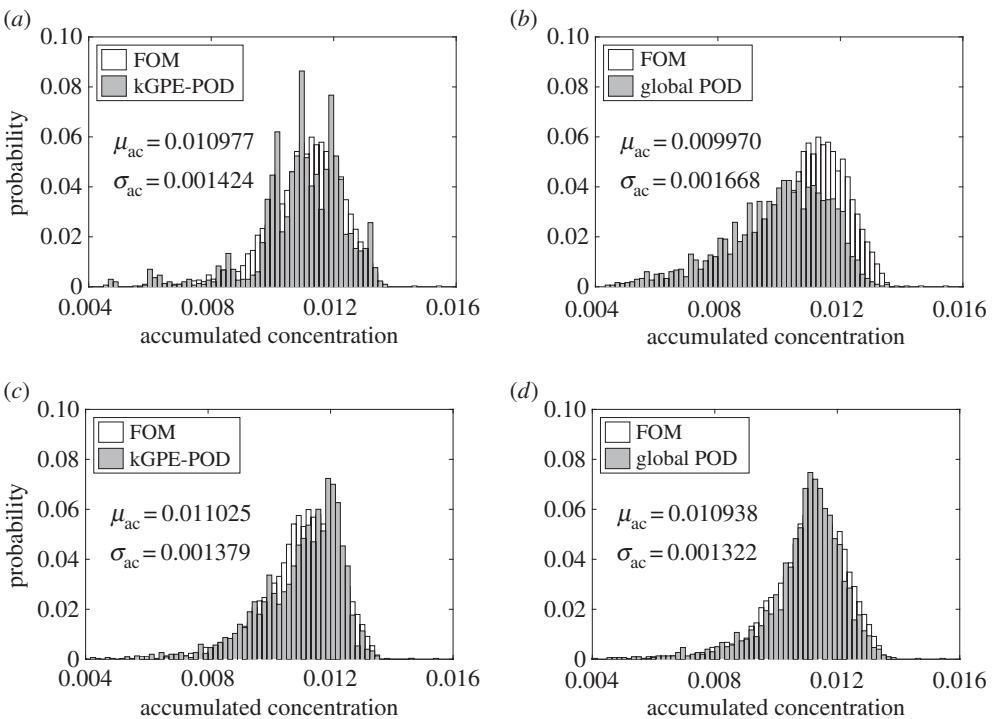 (a)
0.10
0.08
0.06
0.04
0.02
0
probability
FOM
kGPE-POD
μac = 0.010977
σac = 0.001424
0.004 0.008 0.012 0.016
accumulated concentration
(b)
0.10
0.08
0.06
0.04
0.02
0
FOM
global POD
μac = 0.009970
σac = 0.001668
0.004 0.008 0.012 0.016
accumulated concentration
(c)
0.10
0.08
0.06
0.04
0.02
0
probability
FOM
kGPE-POD
μac = 0.011025
σac = 0.001379
0.004 0.008 0.012 0.016
accumulated concentration
(d)
0.10
0.08
0.06
0.04
0.02
0
FOM
global POD
μac = 0.010938
σac = 0.001322
0.004 0.008 0.012 0.016
accumulated concentration